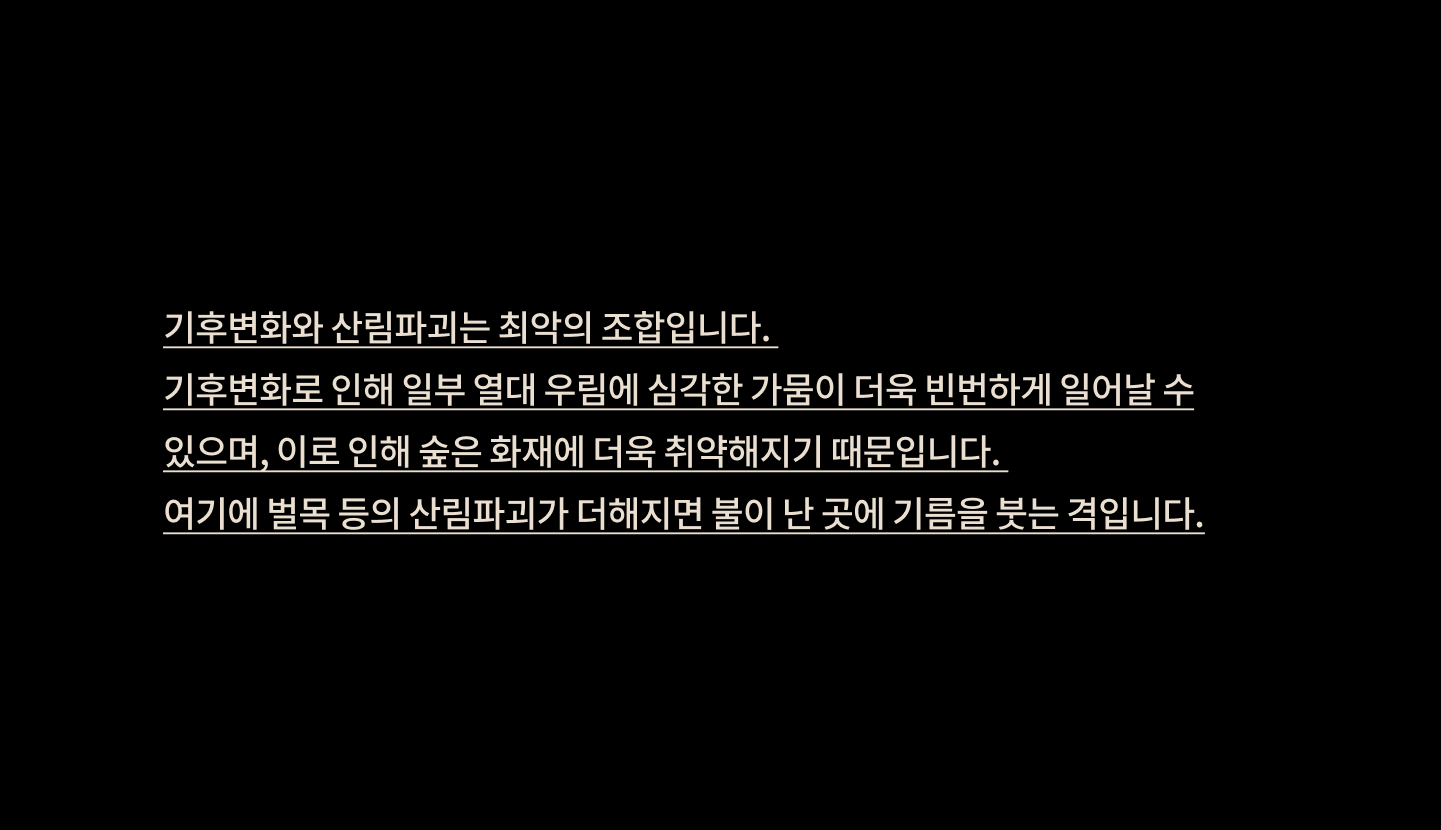 기후변화와 산림파괴는 최악의 조합입니다.
기후변화로 인해 일부 열대 우림에 심각한 가뭄이 더욱 빈번하게 일어날 수
있으며, 이로 인해 숲은 화재에 더욱 취약해지기 때문입니다.
여기에 벌목 등의 산림파괴가 더해지면 불이 난 곳에 기름을 붓는 격입니다.